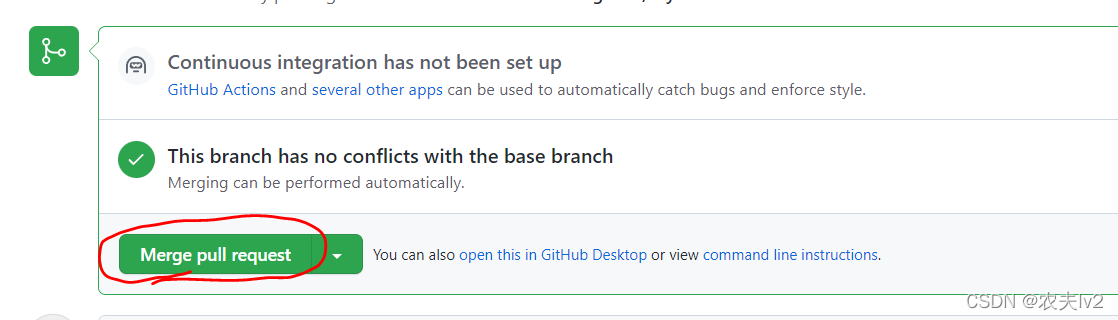 Continuous integration has not been set up
GitHub Actions and several other apps can be used to automatically catch bugs and enforce style.
This branch has no conflicts with the base branch
Merging can be performed automatically.
Merge pull request
You can also open this in GitHub Desktop or view command line instructions.
CSDN @农夫lv2